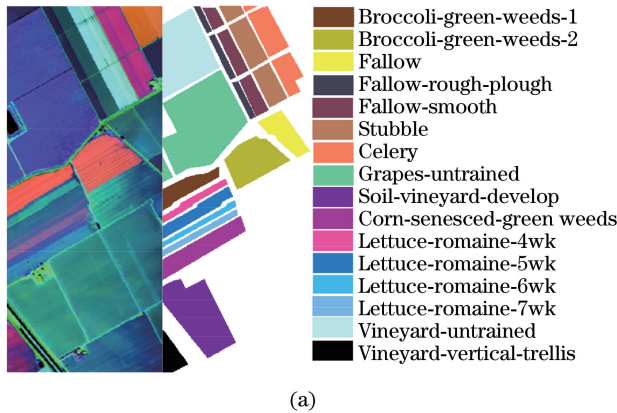 Broccoli-green-weeds-1
Broccoli-green-weeds-2
Fallow
Fallow-rough-plough
Fallow-smooth
Stubble
Celery
Grapes-untrained
Soil-vineyard-develop
Corn-senesced-green weeds
Lettuce-romaine-4wk
Lettuce-romaine-5wk
Lettuce-romaine-6wk
Lettuce-romaine-7wk
Vineyard-untrained
Vineyard-vertical-trellis
(a)